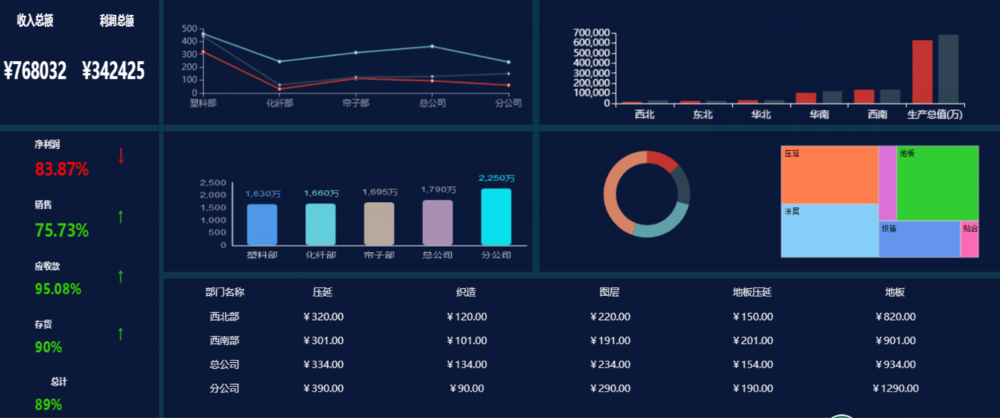 收入总额 利润总额
¥768032 ¥342425
500
400
300
200
100
0
塑料部 化纤部 帘子部 总公司 分公司
700,000
600,000
500,000
400,000
300,000
200,000
100,000
0
西北 东北 华北 华南 西南 生产总值(万)
净利润 ↓
83.87%
销售 ↑
75.73%
应收款 ↑
95.08%
存货 ↑
90%
总计
89%
2,500
2,000
1,500
1,000
500
0
1,630万 1,660万 1,695万 1,790万 2,250万
塑料部 化纤部 帘子部 总公司 分公司
压延 地板
涂层 织造 贴合
部门名称 压延 织造 图层 地板压延 地板
西北部 ¥320.00 ¥120.00 ¥220.00 ¥150.00 ¥820.00
西南部 ¥301.00 ¥101.00 ¥191.00 ¥201.00 ¥901.00
总公司 ¥334.00 ¥134.00 ¥234.00 ¥154.00 ¥934.00
分公司 ¥390.00 ¥90.00 ¥290.00 ¥190.00 ¥1290.00